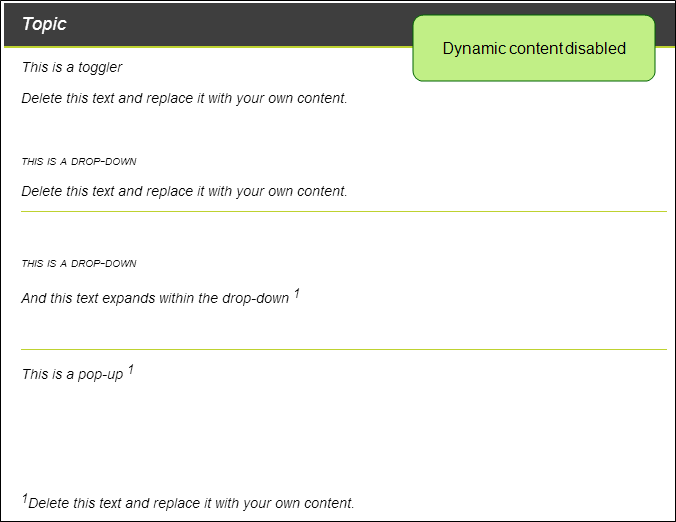 Topic
Dynamic content disabled
This is a toggler
Delete this text and replace it with your own content.
THIS IS A DROP-DOWN
Delete this text and replace it with your own content.
THIS IS A DROP-DOWN
And this text expands within the drop-down 1
This is a pop-up 1
1Delete this text and replace it with your own content.